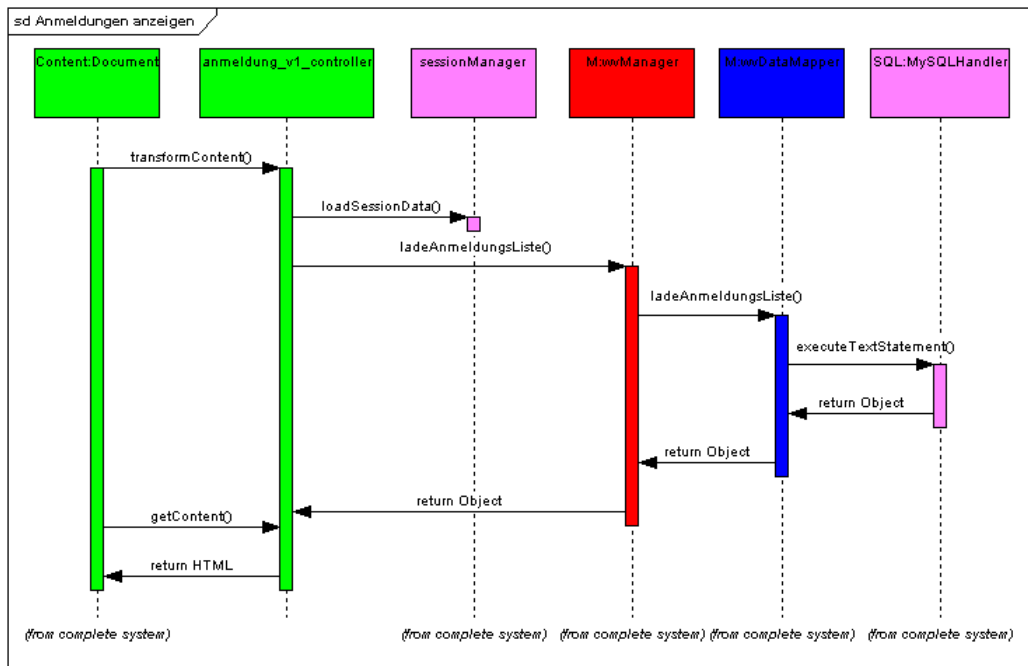 sd Anmeldungen anzeigen
Content:Document anmeldung_v1_controller sessionManager M:wvManager M:wvDataMapper SQL:MySQLHandler
transformContent()
loadSessionData()
ladeAnmeldungsListe()
ladeAnmeldungsListe()
executeTextStatement()
return Object
return Object
return Object
getContent()
return HTML
(from complete system) (from complete system) (from complete system) (from complete system) (from complete system)